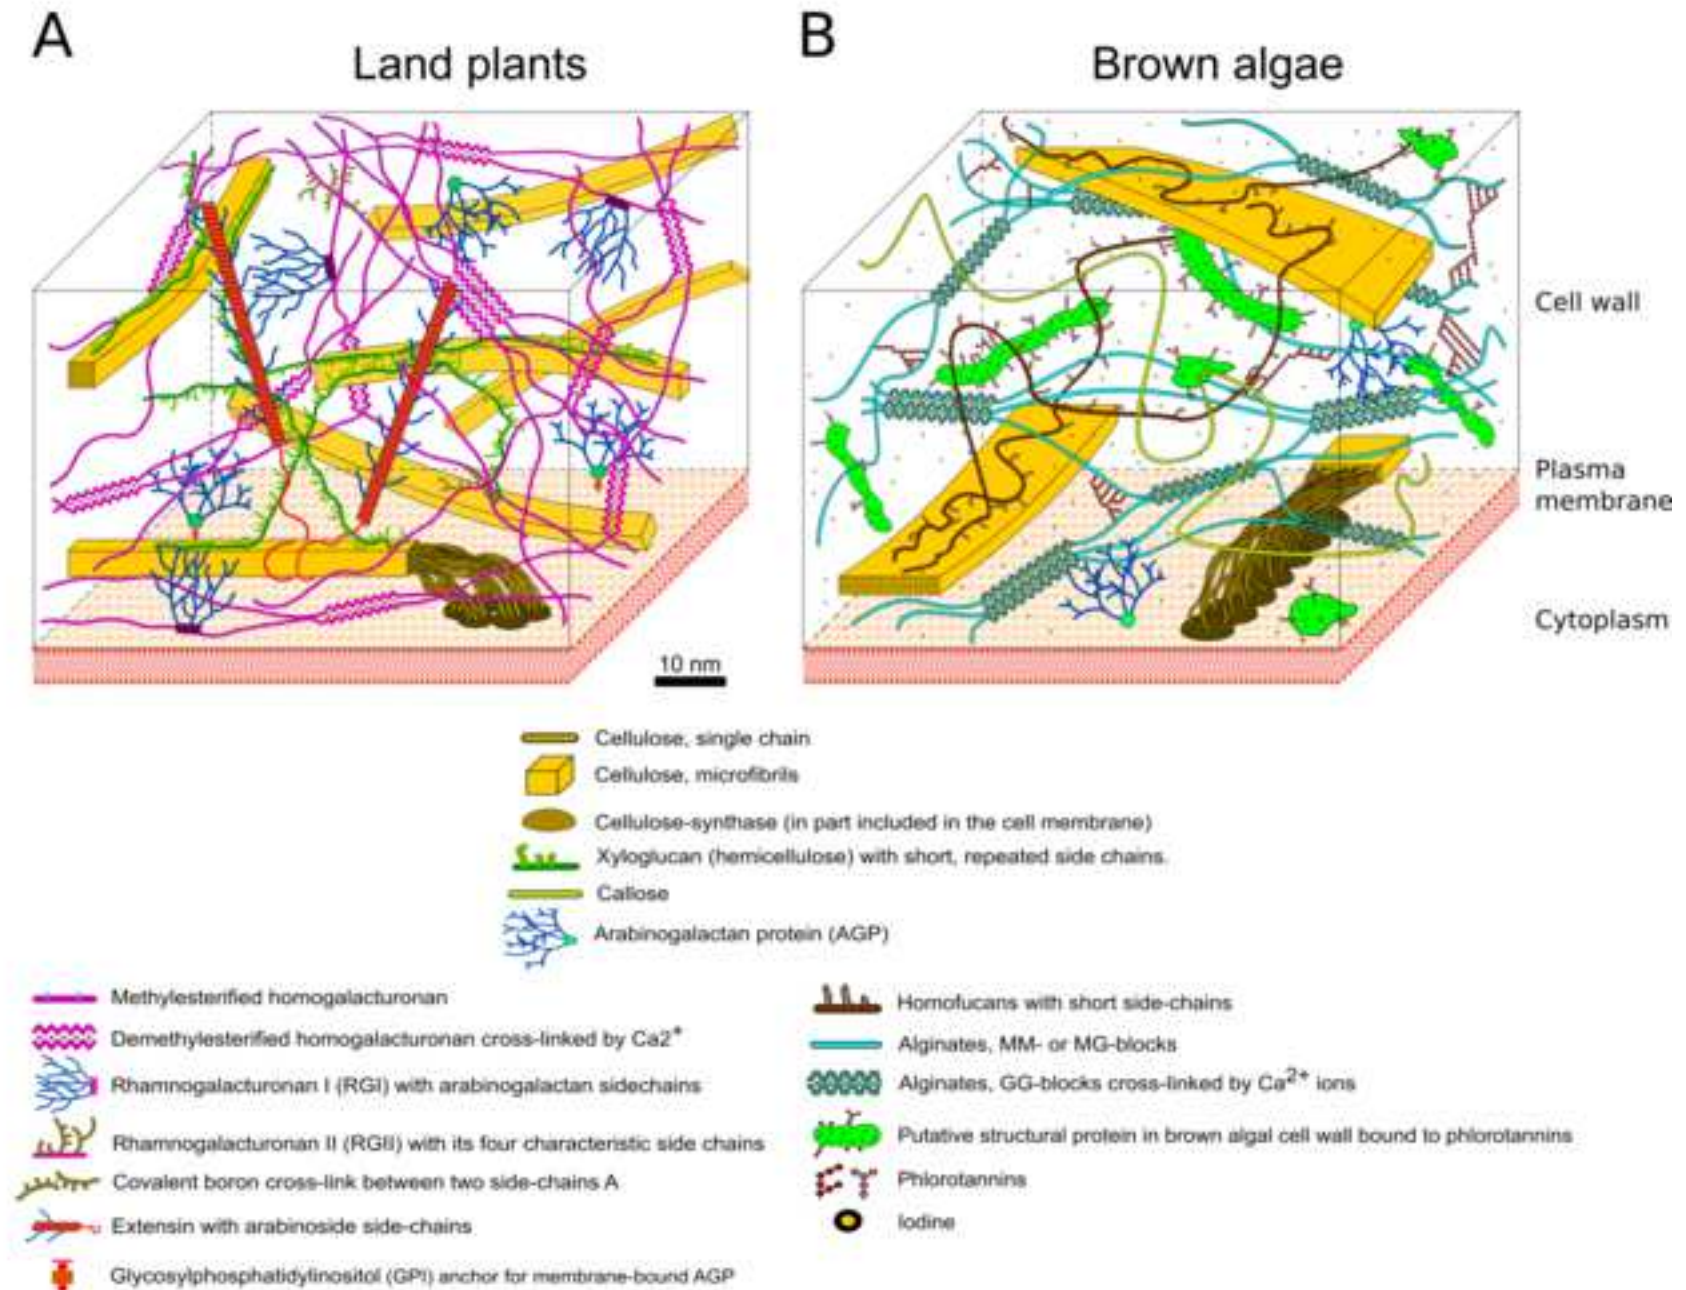 A
Land plants
B
Brown algae
Cell wall
Plasma
membrane
Cytoplasm
10 nm
Cellulose, single chain
Cellulose, microfibrils
Cellulose-synthase (in part included in the cell membrane)
Xyloglucan (hemicellulose) with short, repeated side chains.
Callose
Arabinogalactan protein (AGP)
Methylesterified homogalacturonan
Demethylesterified homogalacturonan cross-linked by Ca2⁺
Rhamnogalacturonan I (RGI) with arabinogalactan sidechains
Rhamnogalacturonan II (RGII) with its four characteristic side chains
Covalent boron cross-link between two side-chains A
Extensin with arabinoside side-chains
Glycosylphosphatidylinositol (GPI) anchor for membrane-bound AGP
Homofucans with short side-chains
Alginates, MM- or MG-blocks
Alginates, GG-blocks cross-linked by Ca²⁺ ions
Putative structural protein in brown algal cell wall bound to phlorotannins
Phlorotannins
Iodine